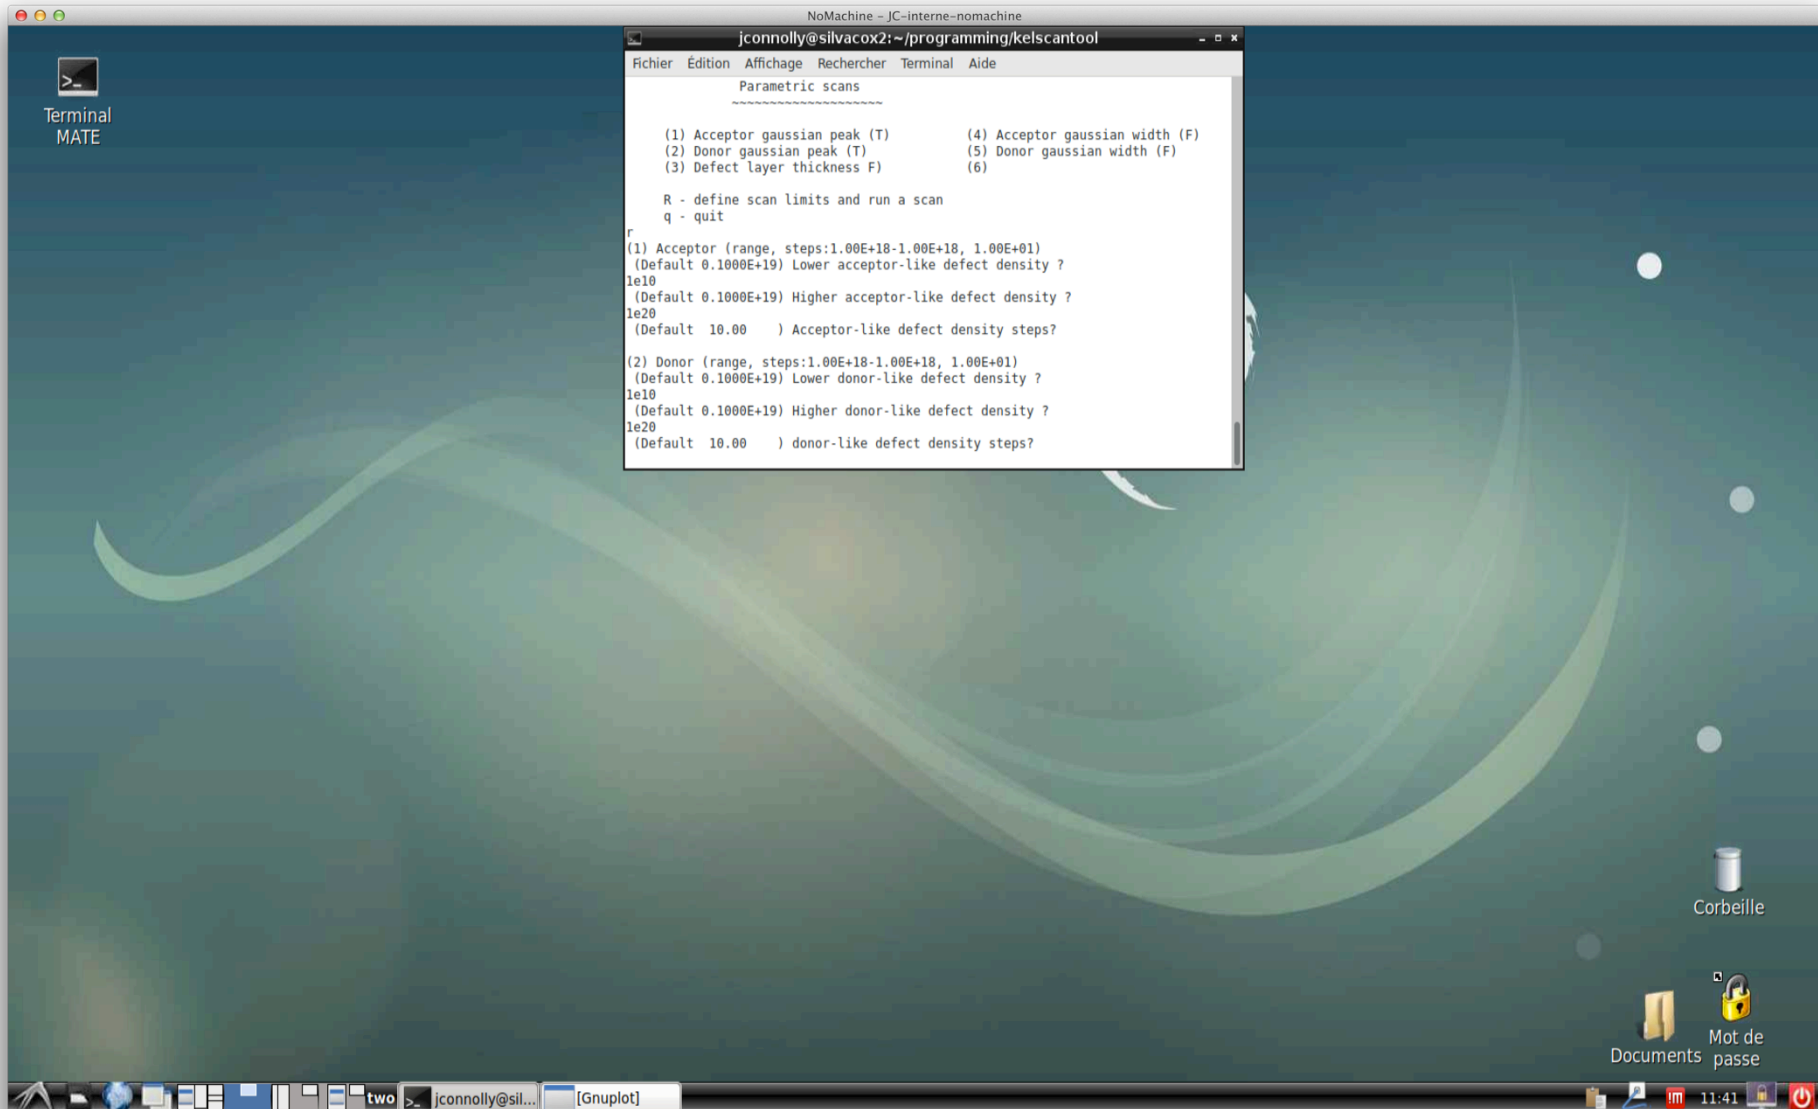 NoMachine - JC-interne-nomachine
Terminal
MATE
jconnolly@silvacox2:~/programming/kelscantool
Fichier Édition Affichage Rechercher Terminal Aide
Parametric scans
~~~~~~~~~~~~~~~~~~~~
(1) Acceptor gaussian peak (T) (4) Acceptor gaussian width (F)
(2) Donor gaussian peak (T) (5) Donor gaussian width (F)
(3) Defect layer thickness F) (6)
R - define scan limits and run a scan
q - quit
r
(1) Acceptor (range, steps:1.00E+18-1.00E+18, 1.00E+01)
(Default 0.1000E+19) Lower acceptor-like defect density ?
1e10
(Default 0.1000E+19) Higher acceptor-like defect density ?
1e20
(Default 10.00 ) Acceptor-like defect density steps?
(2) Donor (range, steps:1.00E+18-1.00E+18, 1.00E+01)
(Default 0.1000E+19) Lower donor-like defect density ?
1e10
(Default 0.1000E+19) Higher donor-like defect density ?
1e20
(Default 10.00 ) donor-like defect density steps?
Corbeille
Documents
Mot de
passe
two
jconnolly@sil...
[Gnuplot]
!M
11:41